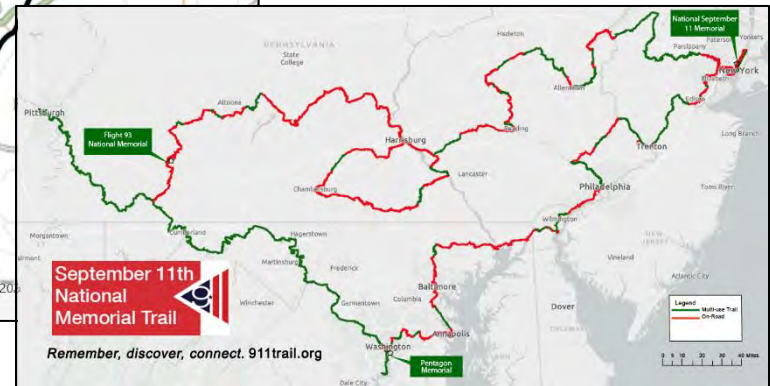 National September
11 Memorial
Hazleton
Paterson
Yonkers
Parsippany
PENNSYLVANIA
State
College
New York
Elizabeth
Allentown
Edison
Altoona
Pittsburgh
Flight 93
National Memorial
Harrisburg
Reading
Long Branch
Trenton
Lancaster
Chambersburg
Philadelphia
Toms River
Wilmington
Morgantown
Cumberland
Hagerstown
NEW
JERSEY
Martinsburg
Vineland
Frederick
Atlantic City
Baltimore
Winchester
Germantown
Columbia
Dover
DELAWARE
September 11th
National
Memorial Trail
Legend
Multi-use Trail
On-Road
Annapolis
Remember, discover, connect. 911trail.org
Washington
Pentagon
Memorial
0 5 10 20 30 40 Miles
Dale City